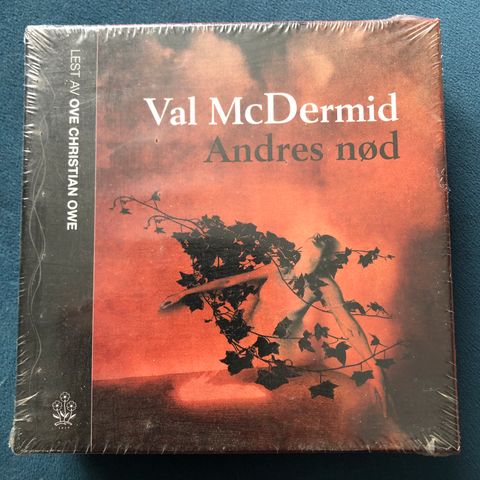 LEST AV OVE CHRISTIAN OWE
Val McDermid
Andres nød